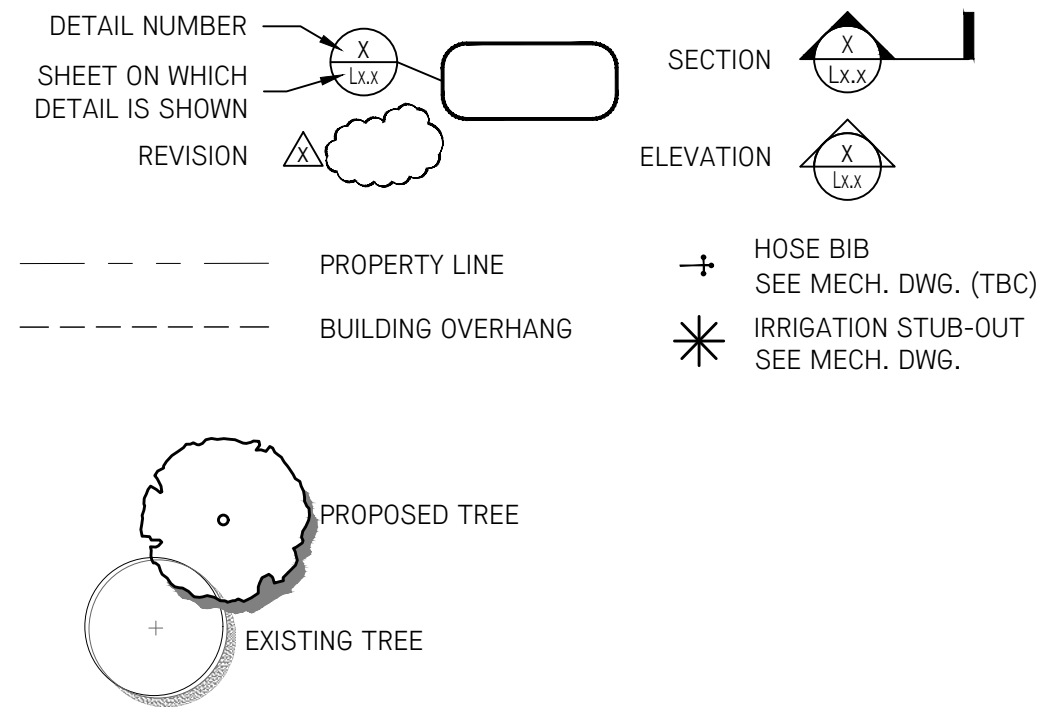 DETAIL NUMBER
X
Lx.x
SHEET ON WHICH
DETAIL IS SHOWN
REVISION
X
SECTION
X
Lx.x
ELEVATION
X
Lx.x
PROPERTY LINE
BUILDING OVERHANG
HOSE BIB
SEE MECH. DWG. (TBC)
IRRIGATION STUB-OUT
SEE MECH. DWG.
PROPOSED TREE
EXISTING TREE